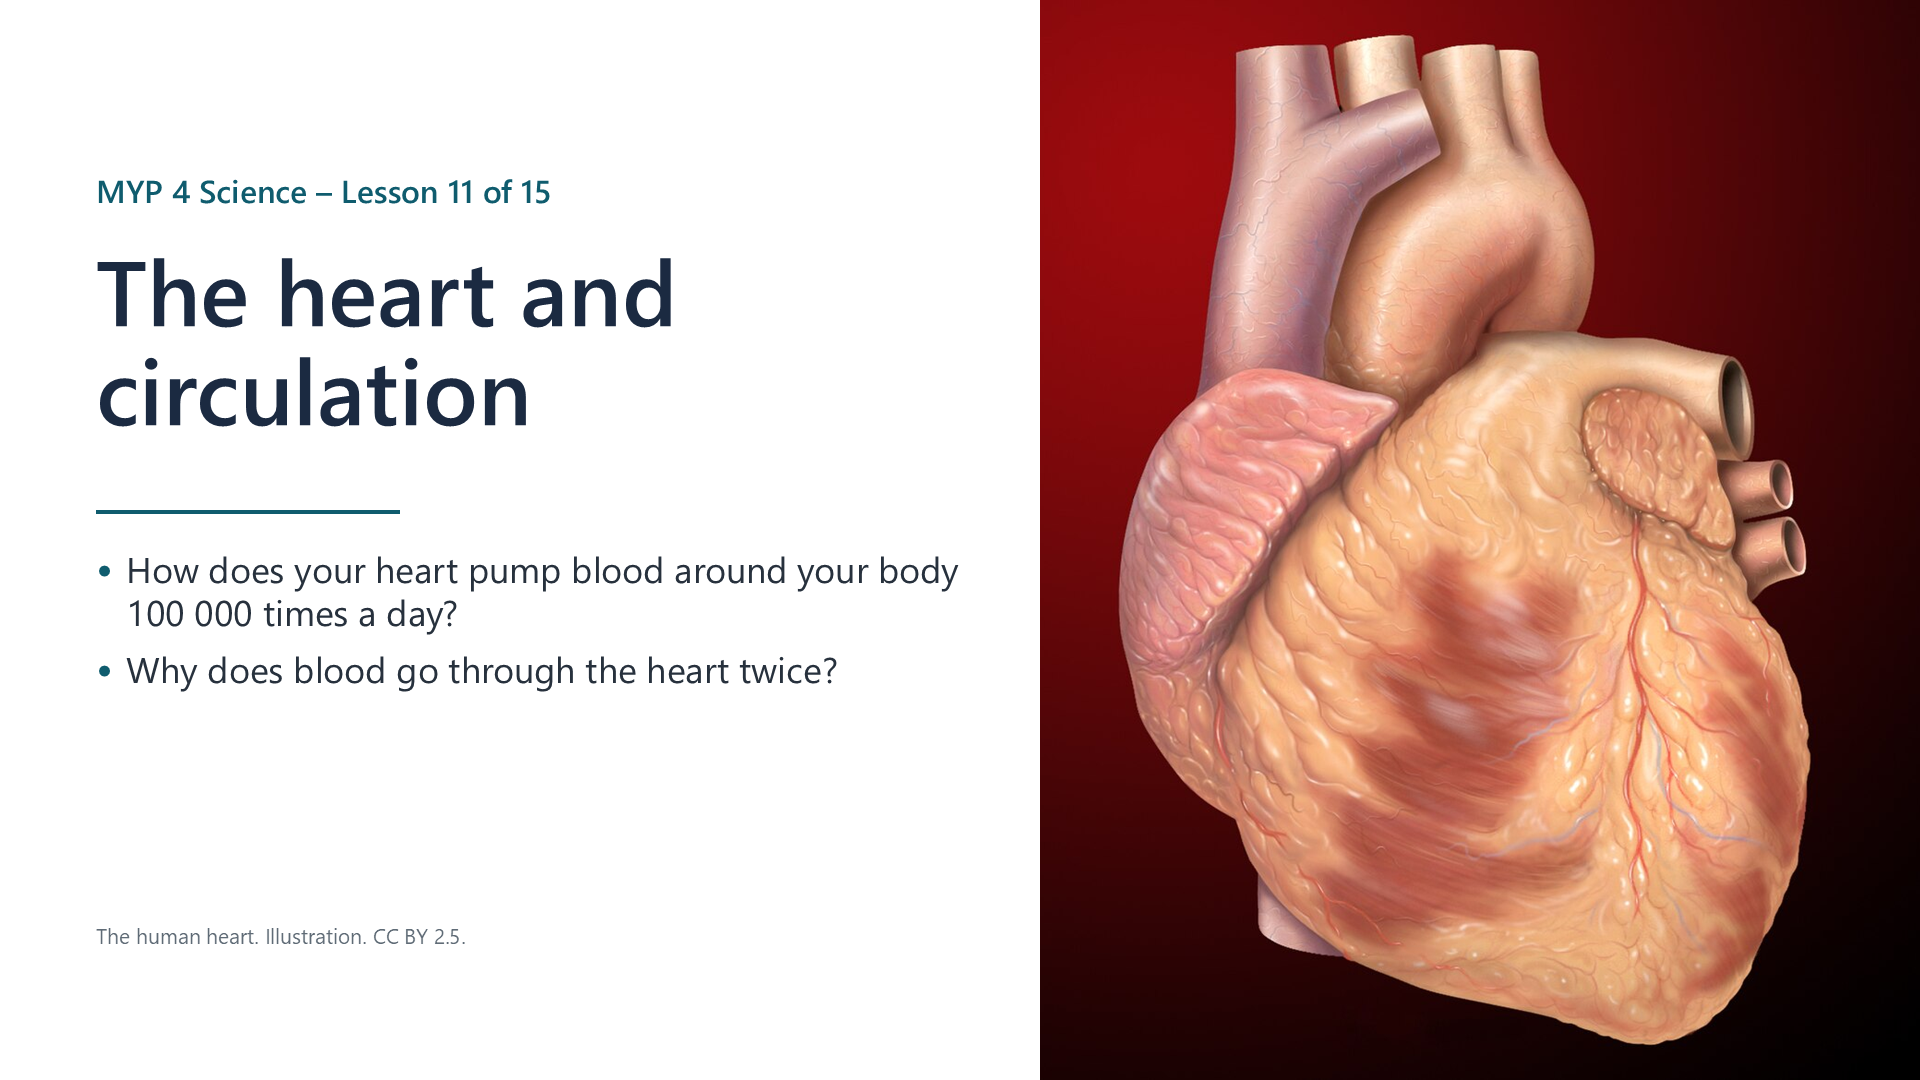 MYP 4 Science – Lesson 11 of 15
The heart and
circulation
• How does your heart pump blood around your body
100 000 times a day?
• Why does blood go through the heart twice?
The human heart. Illustration. CC BY 2.5.